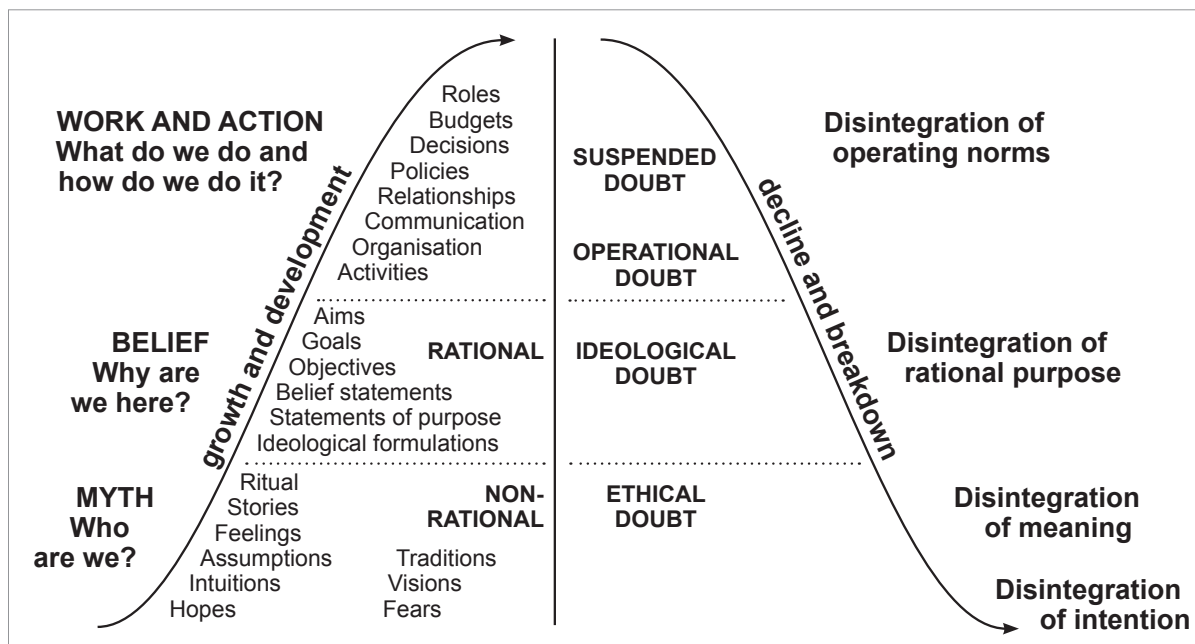 WORK AND ACTION
What do we do and
how do we do it?
growth and development
Roles
Budgets
Decisions
Policies
Relationships
Communication
Organisation
Activities
SUSPENDED
DOUBT
OPERATIONAL
DOUBT
decline and breakdown
Disintegration of
operating norms
BELIEF
Why are
we here?
Aims
Goals
Objectives
Belief statements
Statements of purpose
Ideological formulations
RATIONAL
IDEOLOGICAL
DOUBT
Disintegration of
rational purpose
MYTH
Who
are we?
Ritual
Stories
Feelings
Assumptions
Intuitions
Hopes
NON-
RATIONAL
Traditions
Visions
Fears
ETHICAL
DOUBT
Disintegration
of meaning
Disintegration
of intention